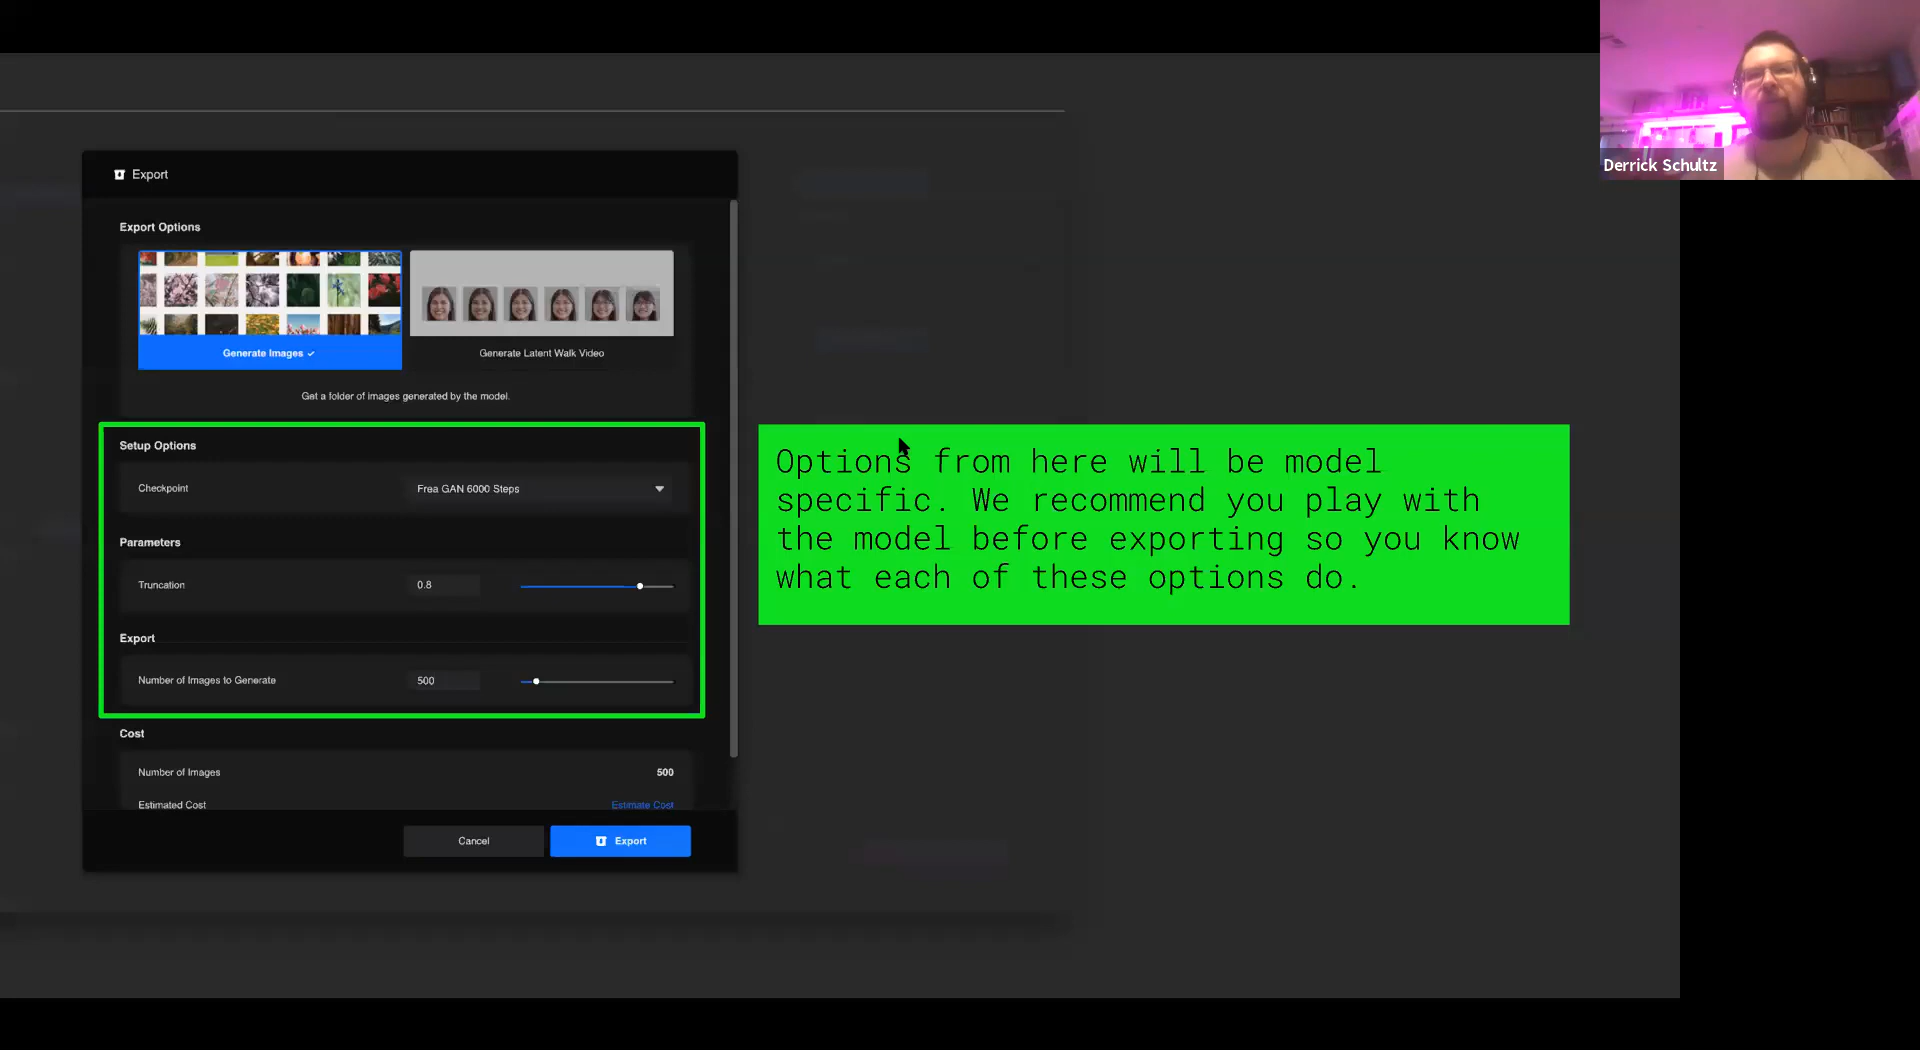 Derrick Schultz
Export
Export Options
Generate Images
Generate Latent Walk Video
Get a folder of images generated by the model.
Setup Options
Checkpoint
Frea GAN 6000 Steps
Parameters
Truncation
0.8
Export
Number of Images to Generate
500
Cost
Number of Images
500
Estimated Cost
Estimate Cost
Cancel
Export
Options from here will be model
specific. We recommend you play with
the model before exporting so you know
what each of these options do.